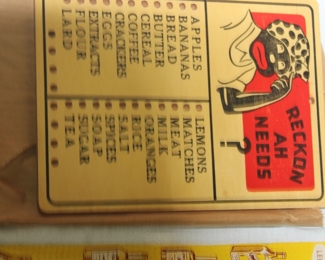 RECKON
AH
NEEDS
?
APPLES
BANANAS
BREAD
BUTTER
CEREAL
COFFEE
CRACKERS
EGGS
EXTRACTS
FLOUR
LARD
LEMONS
MATCHES
MEAT
MILK
ORANGES
RICE
SALT
SPICES
SOAP
SUGAR
TEA